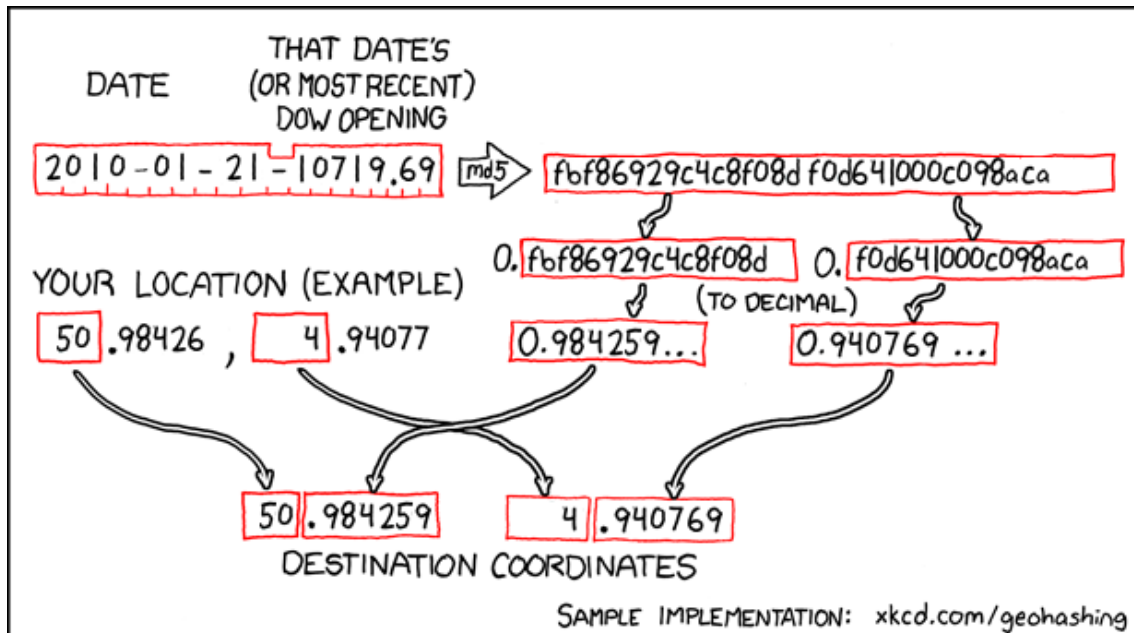 DATE
THAT DATE'S
(OR MOST RECENT)
DOW OPENING
2010-01-21-10719.69
md5
fbf86929c4c8f08df0d641000c098aca
0.fbf86929c4c8f08d
0.f0d641000c098aca
YOUR LOCATION (EXAMPLE)
(TO DECIMAL)
50.98426, 4.94077
0.984259...
0.940769...
50.984259
4.940769
DESTINATION COORDINATES
SAMPLE IMPLEMENTATION: xkcd.com/geohashing